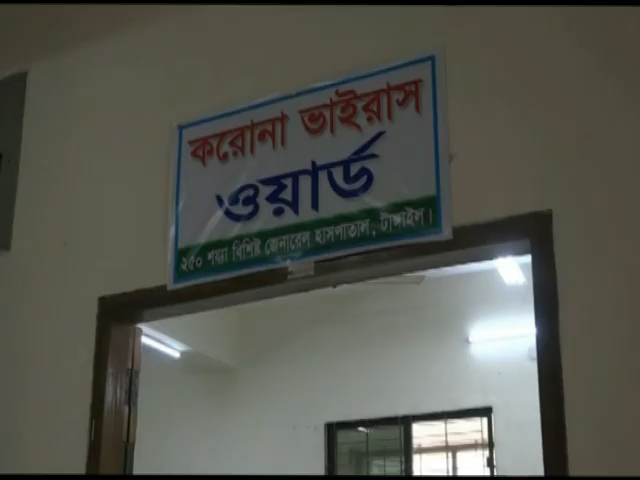 করোনা ভাইরাস
ওয়ার্ড
২৫০ শয্যা বিশিষ্ট জেনারেল হাসপাতাল, টাঙ্গাইল।